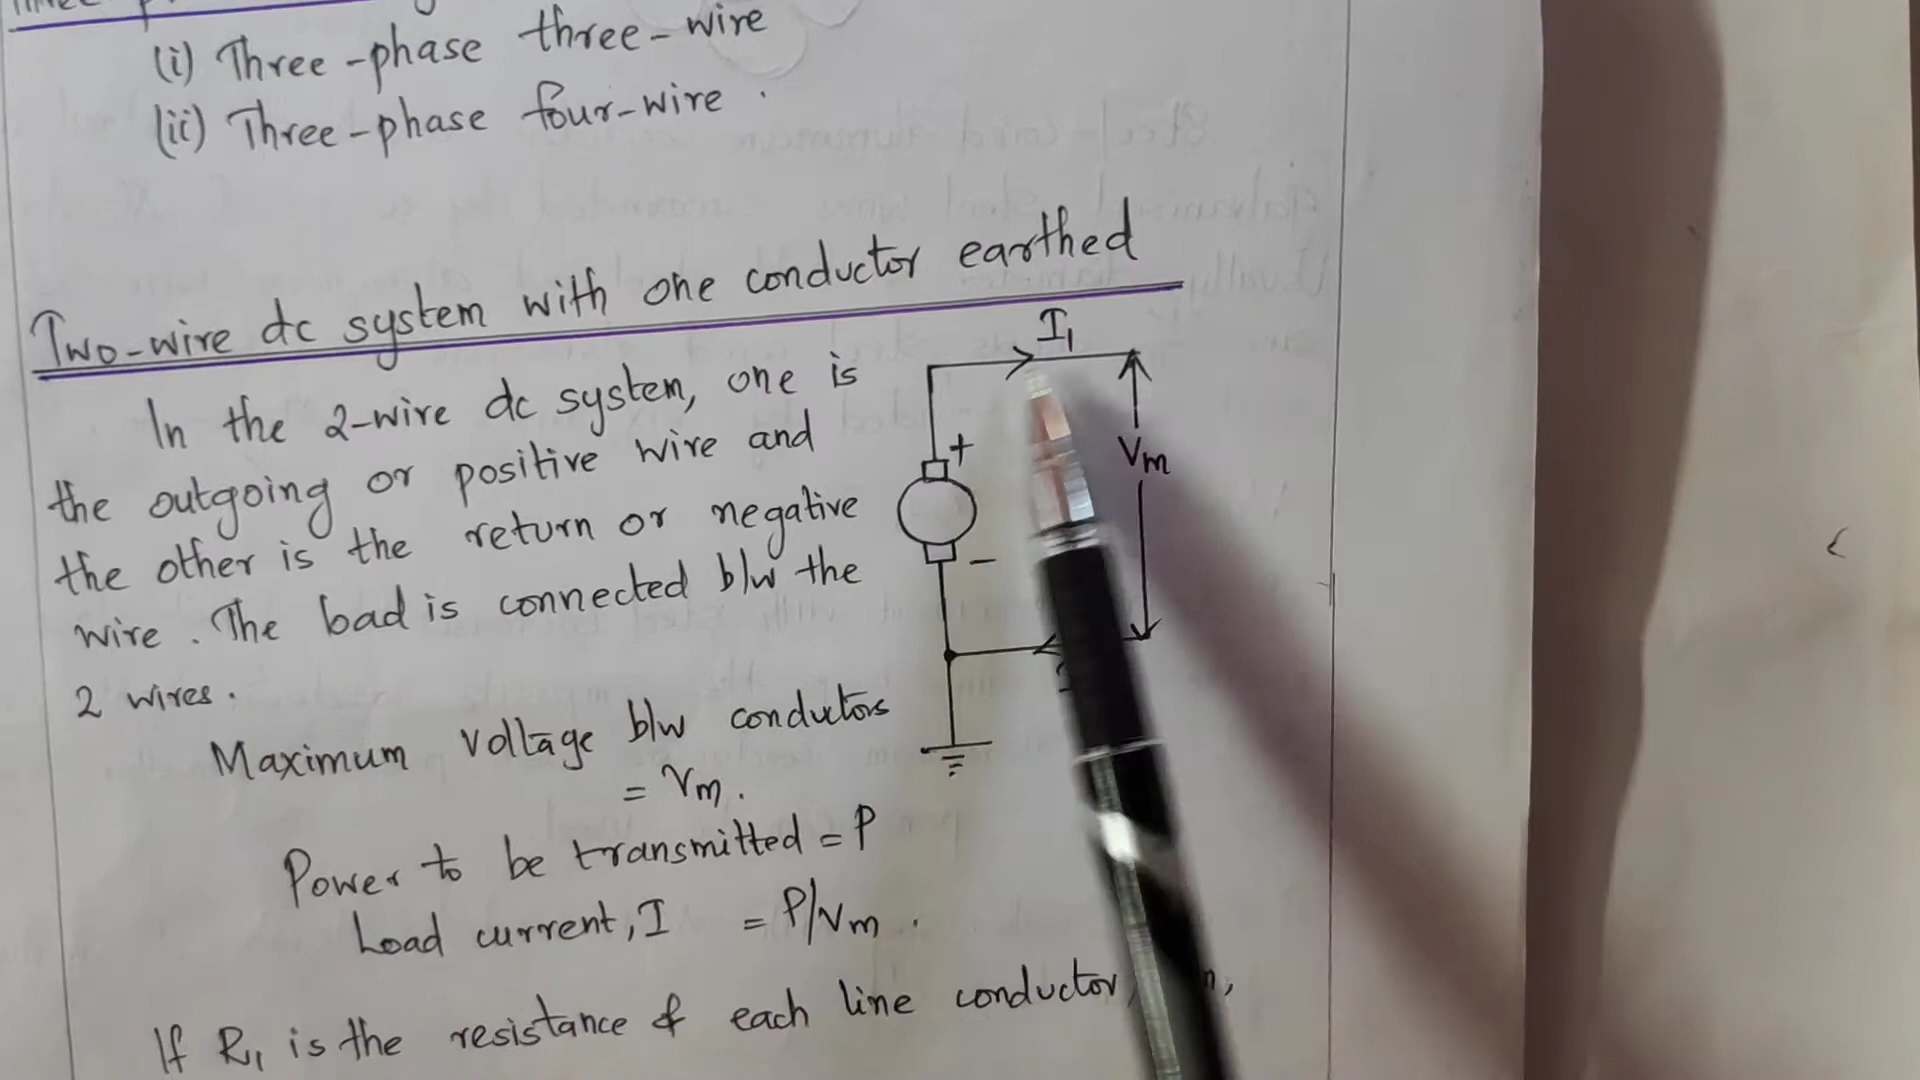 (i) Three-phase three-wire
(ii) Three-phase four-wire.
Two-wire dc system with one conductor earthed
In the 2-wire dc system, one is
the outgoing or positive wire and
the other is the return or negative
wire. The load is connected b/w the
2 wires.
Maximum voltage b/w conductors
= Vm.
Power to be transmitted = P
Load current, I = P/Vm.
If R1 is the resistance of each line conductor,
I1
+
Vm
-